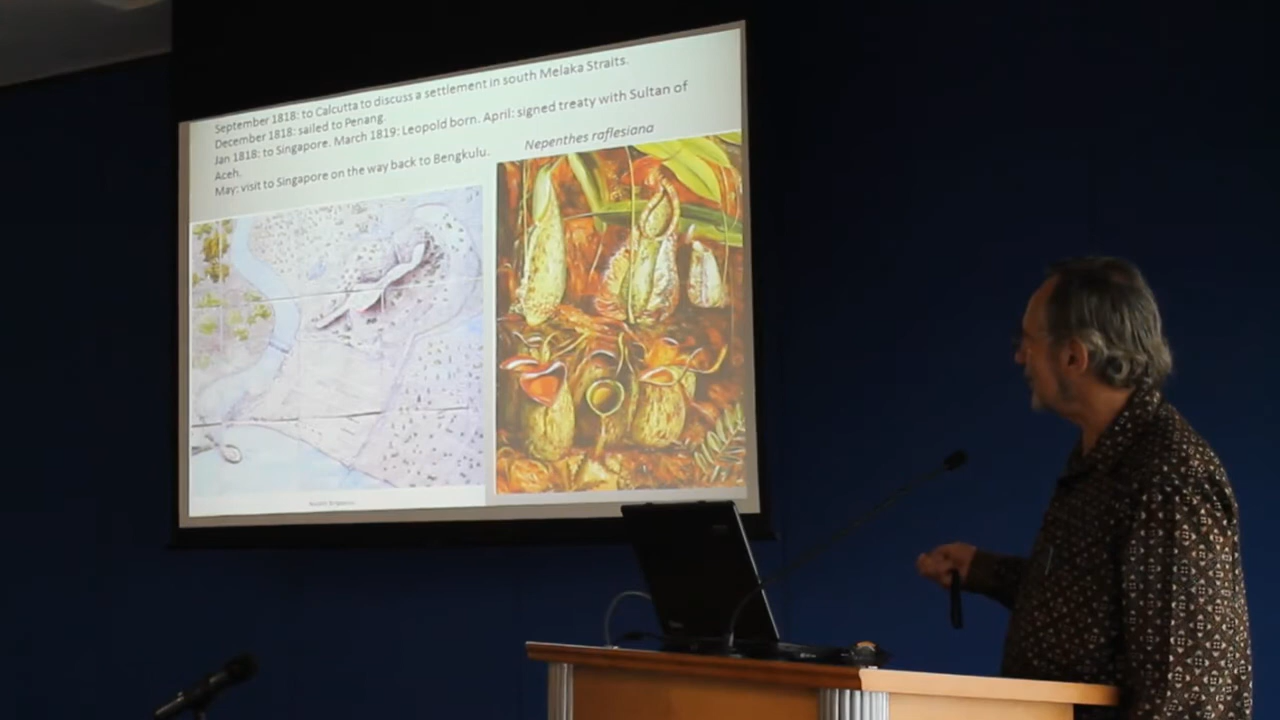 September 1818: to Calcutta to discuss a settlement in south Melaka Straits.
December 1818: sailed to Penang.
Jan 1818: to Singapore. March 1819: Leopold born. April: signed treaty with Sultan of
Aceh.
May: visit to Singapore on the way back to Bengkulu.
Nepenthes raflesiana